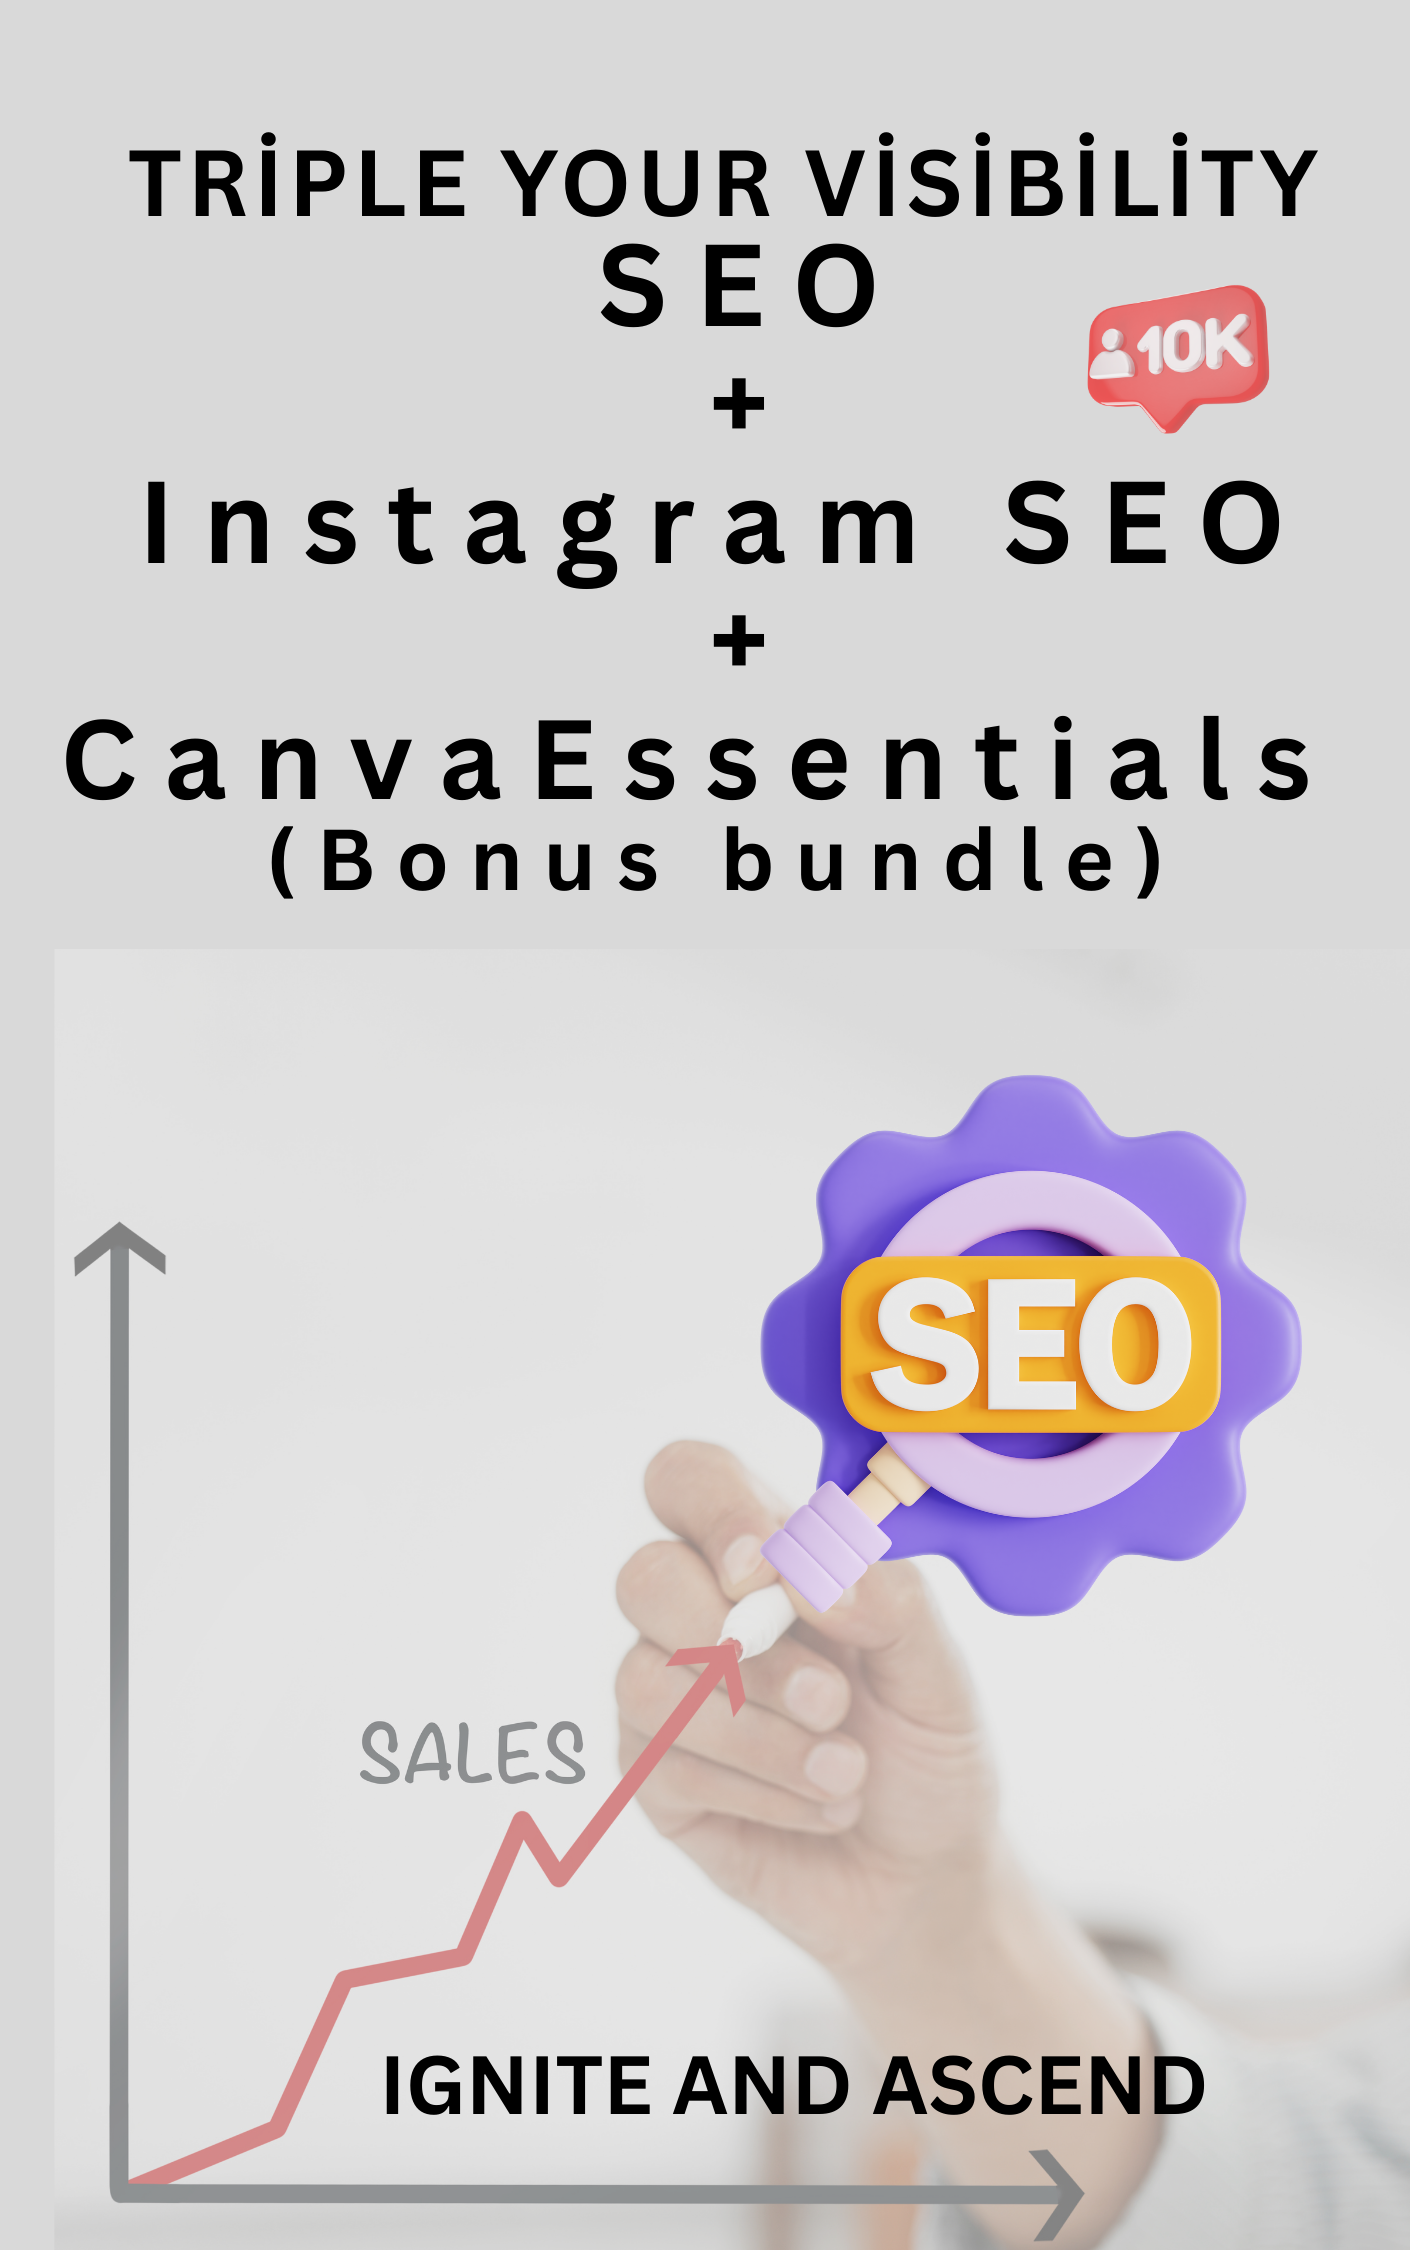 TRİPLE YOUR VİSİBİLİTY
SEO
10K
+
Instagram SEO
+
CanvaEssentials
(Bonus bundle)
SEO
SALES
IGNITE AND ASCEND